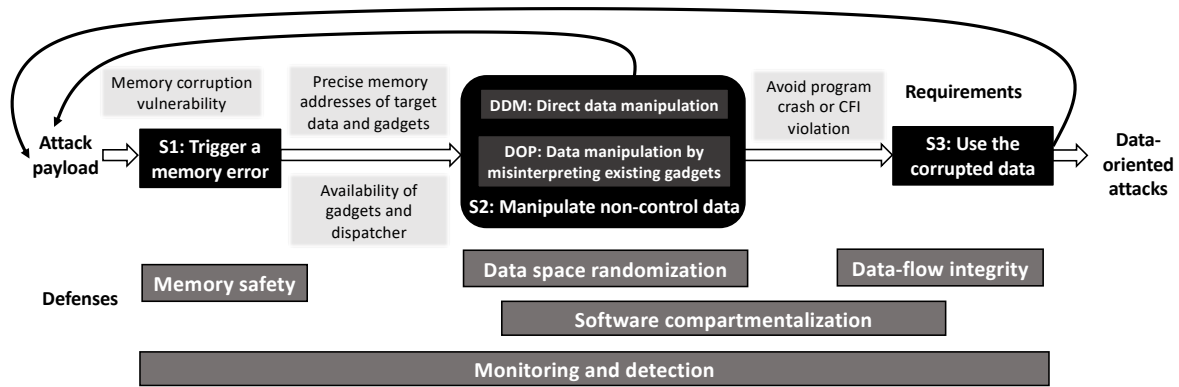 Memory corruption
vulnerability
Precise memory
addresses of target
data and gadgets
DDM: Direct data manipulation
Avoid program
crash or CFI
violation
Requirements
Attack
payload
S1: Trigger a
memory error
DOP: Data manipulation by
misinterpreting existing gadgets
S3: Use the
corrupted data
Data-
oriented
attacks
Availability of
gadgets and
dispatcher
S2: Manipulate non-control data
Defenses
Memory safety
Data space randomization
Data-flow integrity
Software compartmentalization
Monitoring and detection